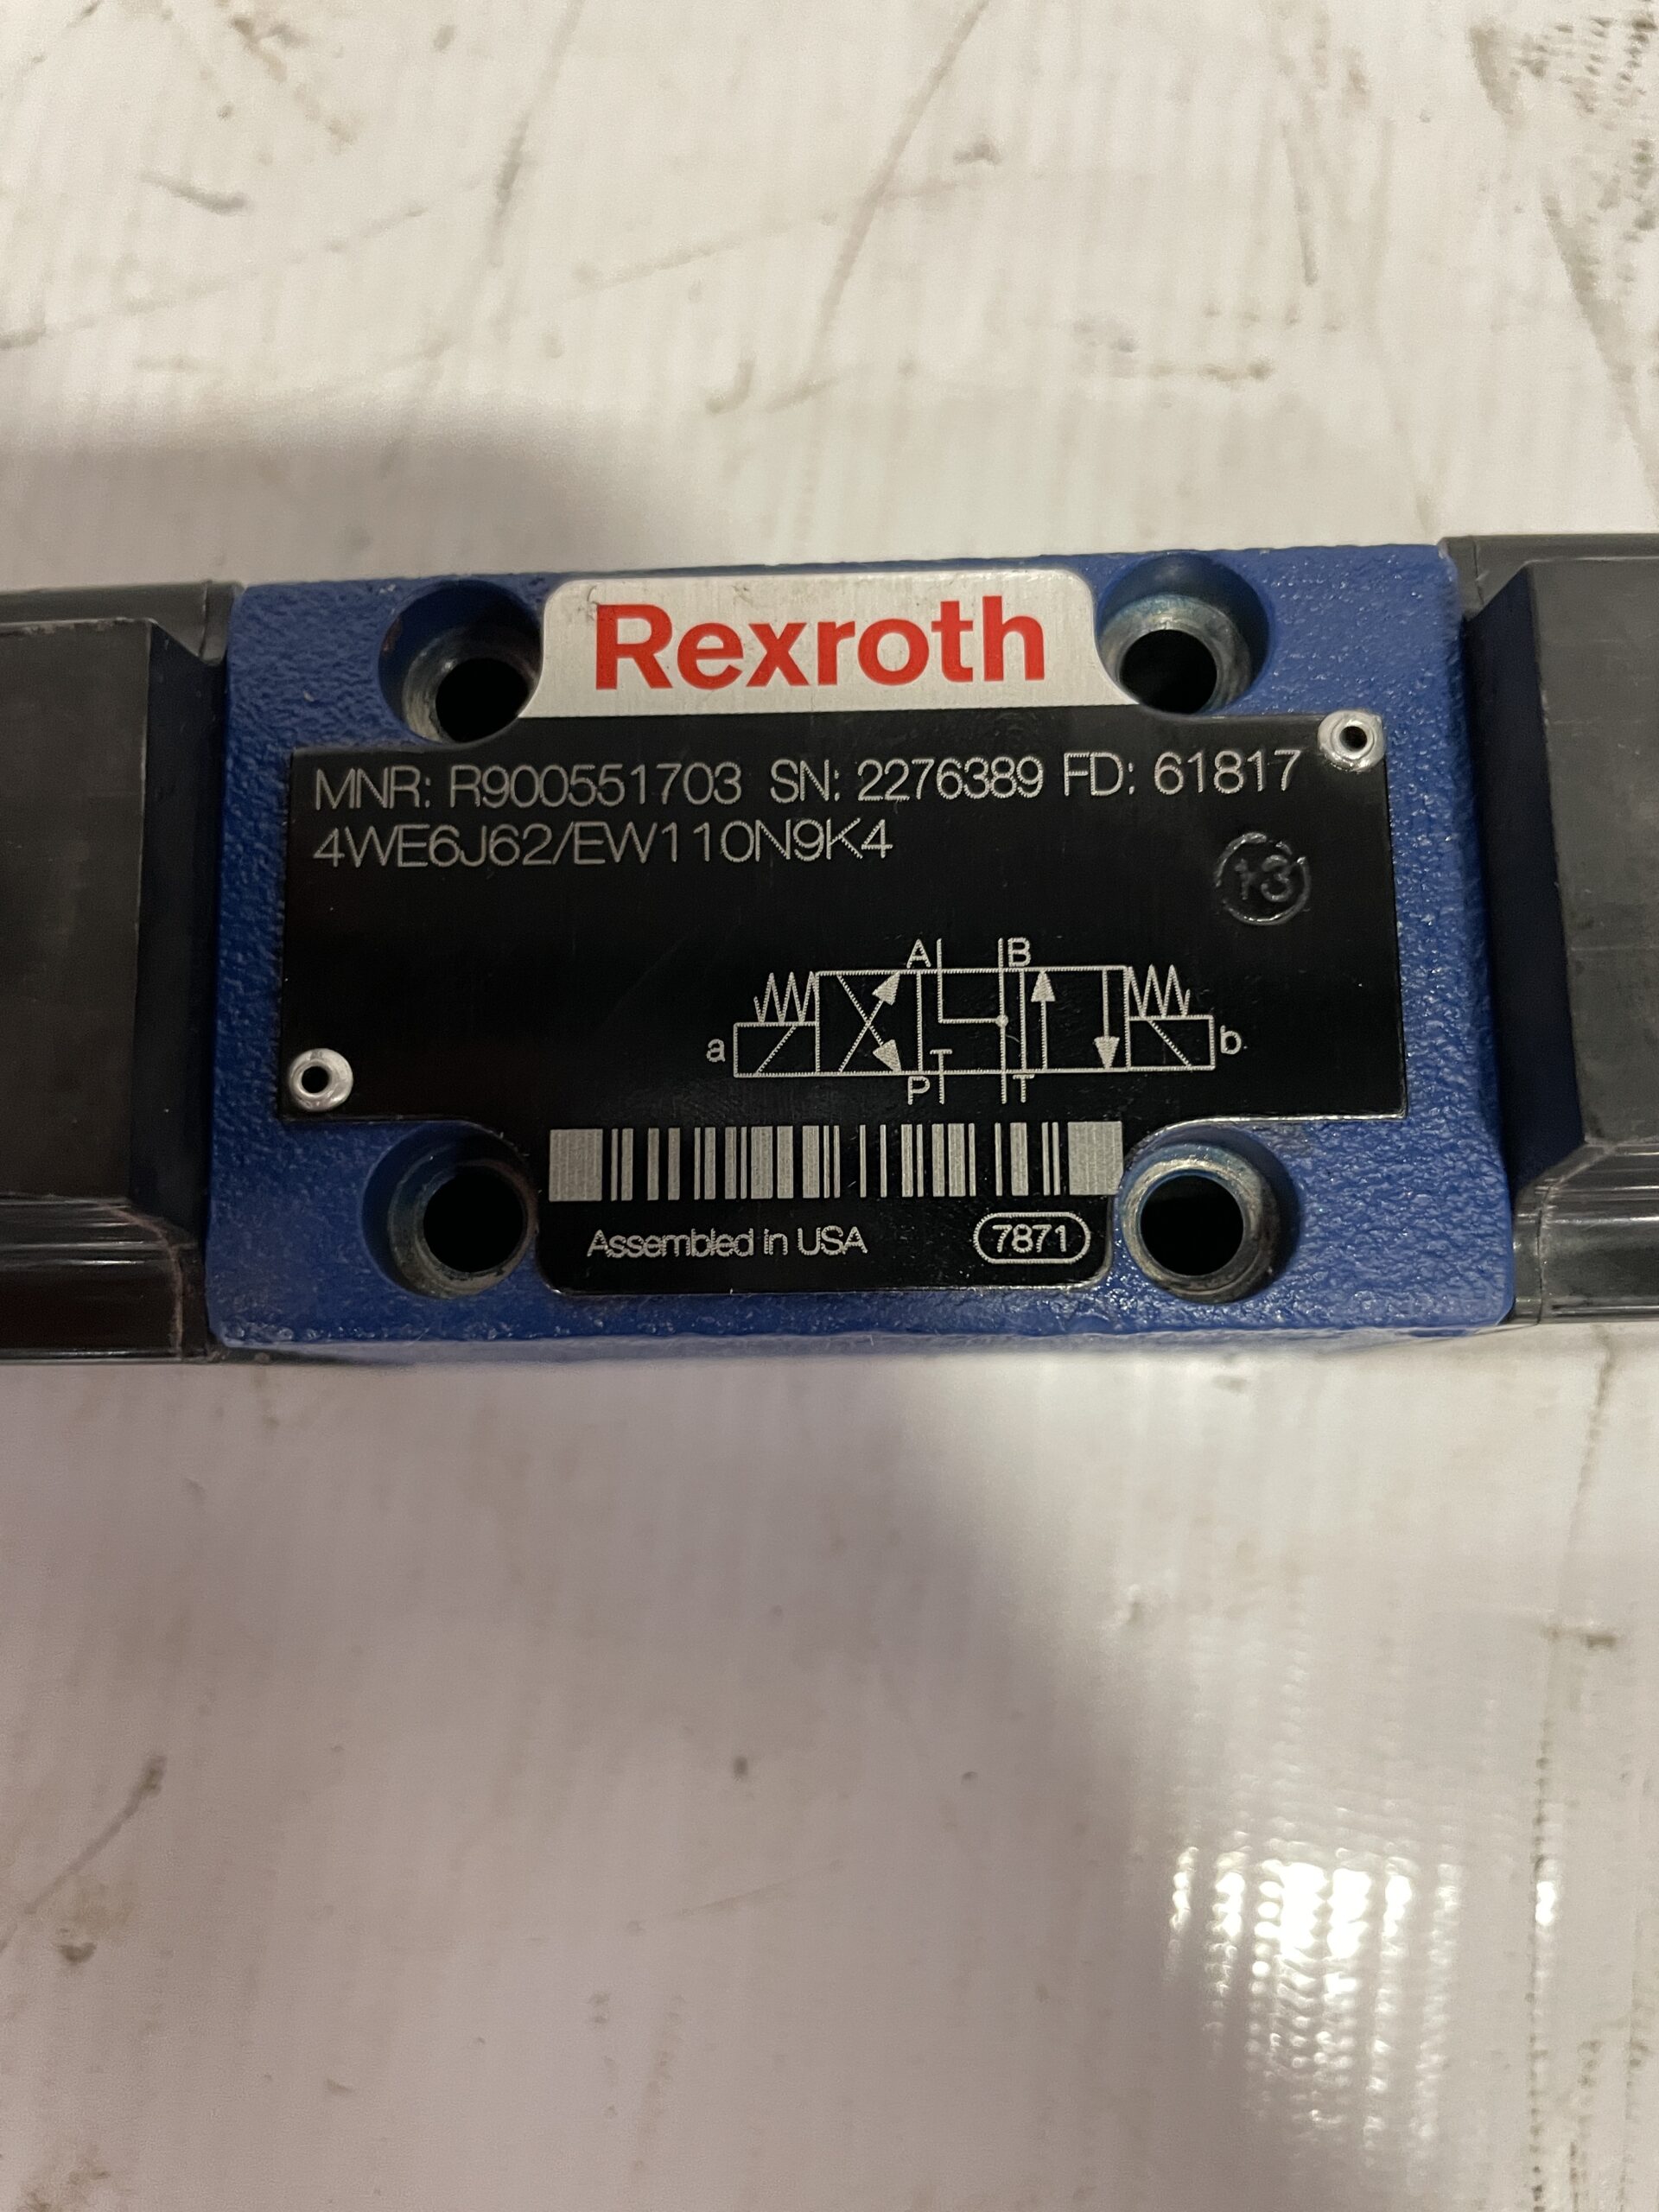 Rexroth
MNR: R900551703 SN: 2276389 FD: 61817
4WE6J62/EW110N9K4
13
A B
a b
P T
Assembled in USA 7871